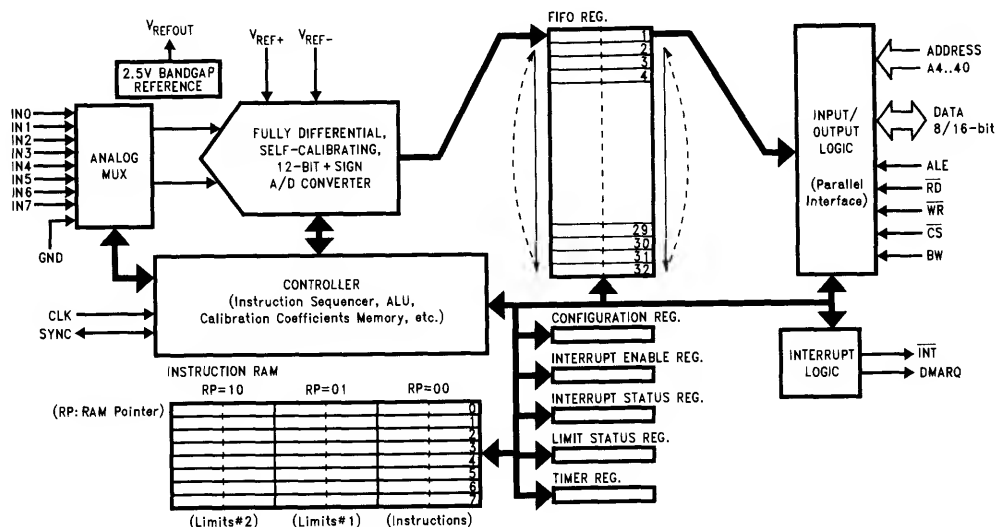 FIFO REG.
VREFOUT
VREF+
VREF-
2.5V BANDGAP
REFERENCE
IN0
IN1
IN2
IN3
IN4
IN5
IN6
IN7
GND
ANALOG
MUX
FULLY DIFFERENTIAL,
SELF-CALIBRATING,
12-BIT + SIGN
A/D CONVERTER
1
2
3
4
29
30
31
32
INPUT/
OUTPUT
LOGIC
(Parallel
Interface)
ADDRESS
A4..40
DATA
8/16-bit
ALE
RD
WR
CS
BW
CONTROLLER
(Instruction Sequencer, ALU,
Calibration Coefficients Memory, etc.)
CLK
SYNC
CONFIGURATION REG.
INTERRUPT ENABLE REG.
INTERRUPT STATUS REG.
LIMIT STATUS REG.
TIMER REG.
INTERRUPT
LOGIC
INT
DMARQ
INSTRUCTION RAM
RP=10 RP=01 RP=00
(RP: RAM Pointer)
0
1
2
3
4
5
6
7
(Limits#2) (Limits#1) (Instructions)